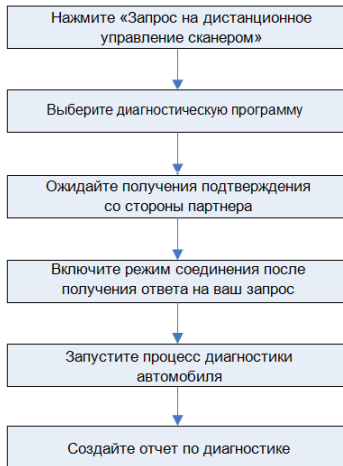 Нажмите «Запрос на дистанционное
управление сканером»
Выберите диагностическую программу
Ожидайте получения подтверждения
со стороны партнера
Включите режим соединения после
получения ответа на ваш запрос
Запустите процесс диагностики
автомобиля
Создайте отчет по диагностике